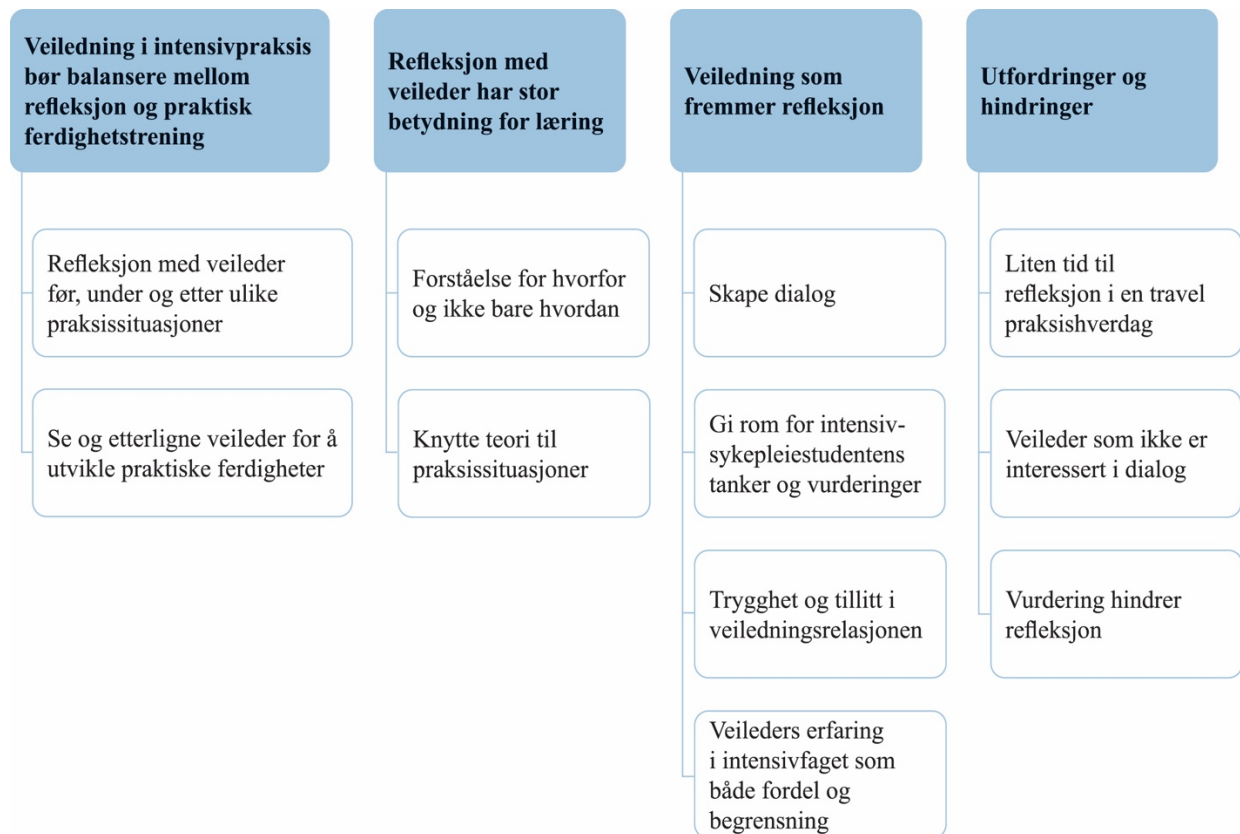 Veiledning i intensivpraksis
bør balansere mellom
refleksjon og praktisk
ferdighetstrening
Refleksjon med veileder
før, under og etter ulike
praksissituasjoner
Se og etterligne veileder for å
utvikle praktiske ferdigheter
Refleksjon med
veileder har stor
betydning for læring
Forståelse for hvorfor
og ikke bare hvordan
Knytte teori til
praksissituasjoner
Veiledning som
fremmer refleksjon
Skape dialog
Gi rom for intensiv-
sykepleiestudentens
tanker og vurderinger
Trygghet og tillitt i
veiledningsrelasjonen
Veileders erfaring
i intensivfaget som
både fordel og
begrensning
Utfordringer og
hindringer
Liten tid til
refleksjon i en travel
praksishverdag
Veileder som ikke er
interessert i dialog
Vurdering hindrer
refleksjon